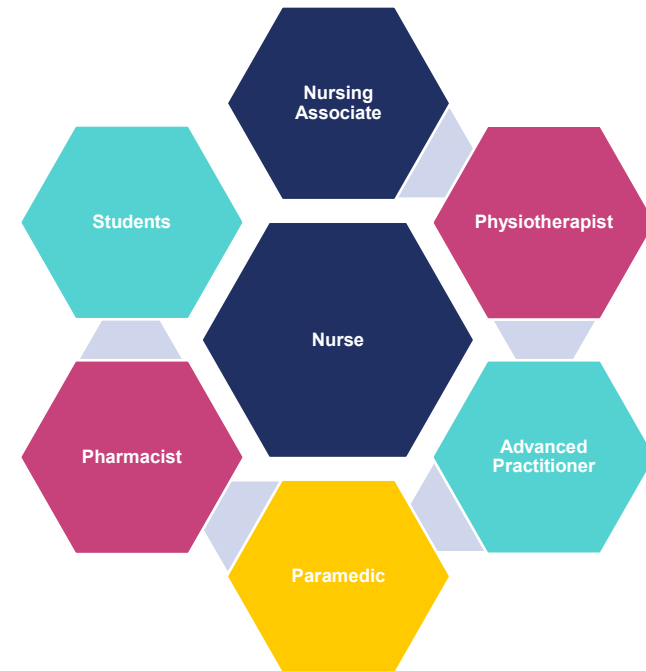 Nursing
Associate
Students
Physiotherapist
Nurse
Pharmacist
Advanced
Practitioner
Paramedic